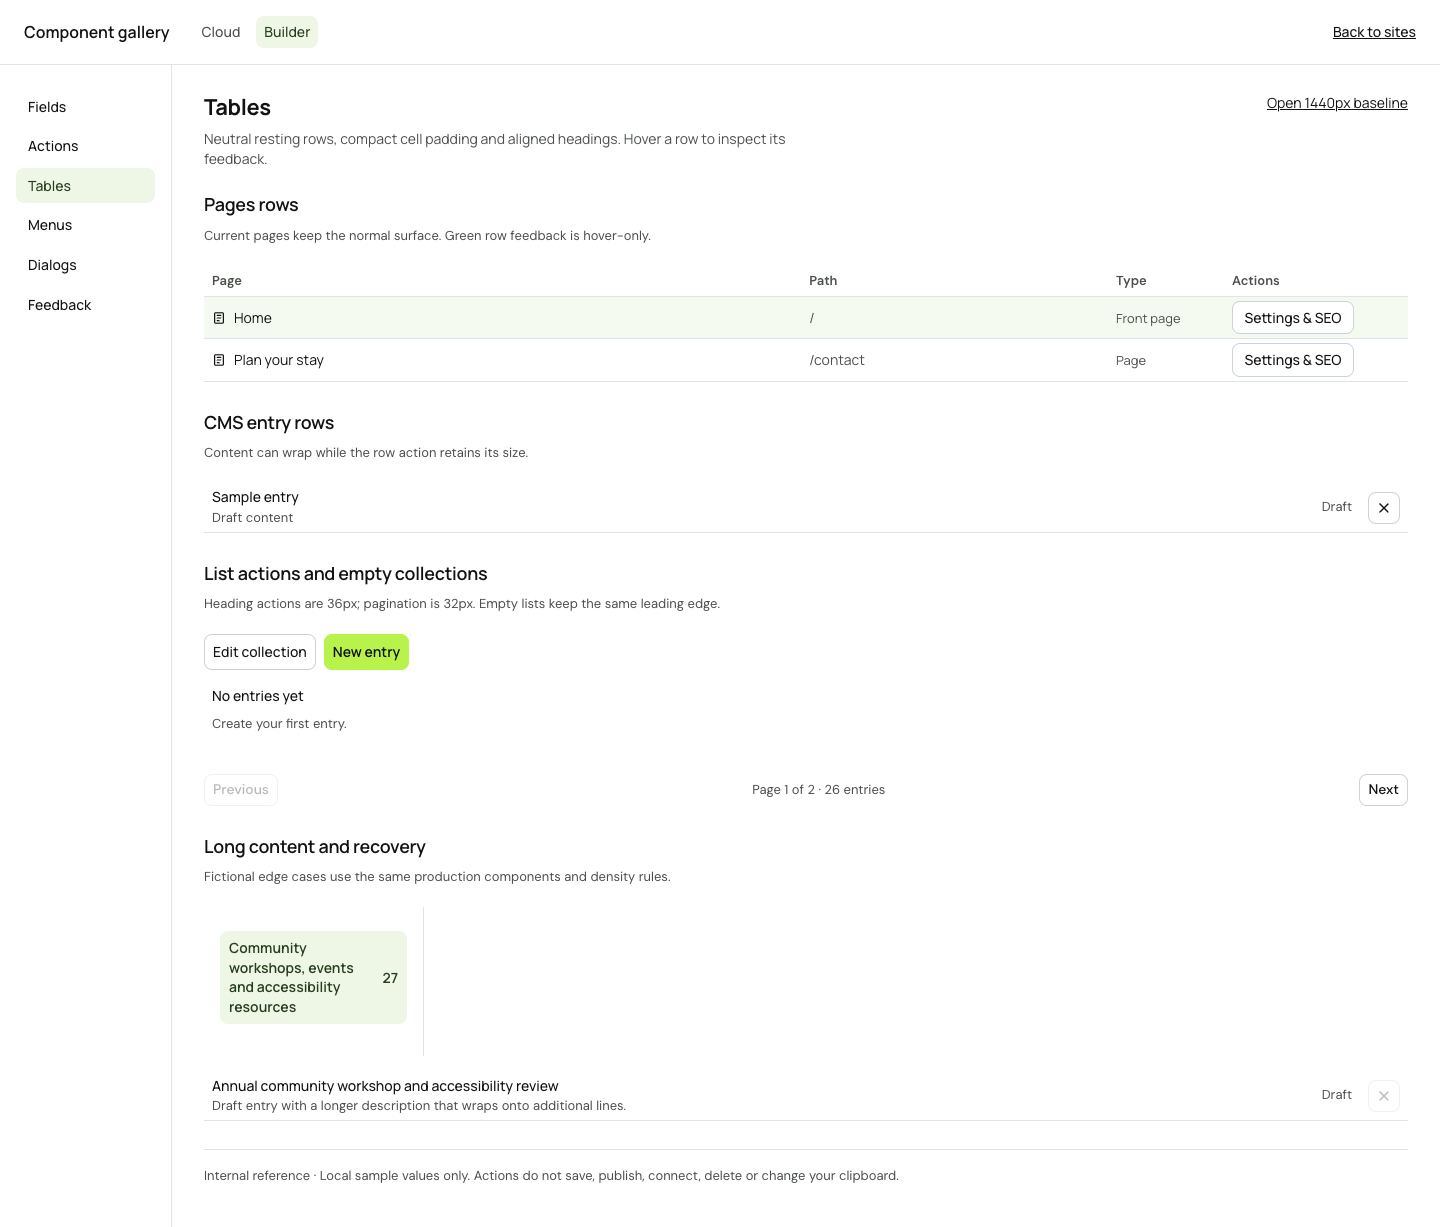 Component gallery
Cloud
Builder
Back to sites
Fields
Actions
Tables
Menus
Dialogs
Feedback
Tables
Open 1440px baseline
Neutral resting rows, compact cell padding and aligned headings. Hover a row to inspect its
feedback.
Pages rows
Current pages keep the normal surface. Green row feedback is hover-only.
Page Path Type Actions
Home / Front page Settings & SEO
Plan your stay /contact Page Settings & SEO
CMS entry rows
Content can wrap while the row action retains its size.
Sample entry
Draft content
Draft
List actions and empty collections
Heading actions are 36px; pagination is 32px. Empty lists keep the same leading edge.
Edit collection
New entry
No entries yet
Create your first entry.
Previous
Page 1 of 2 · 26 entries
Next
Long content and recovery
Fictional edge cases use the same production components and density rules.
Community
workshops, events
and accessibility
resources
27
Annual community workshop and accessibility review
Draft entry with a longer description that wraps onto additional lines.
Draft
Internal reference · Local sample values only. Actions do not save, publish, connect, delete or change your clipboard.